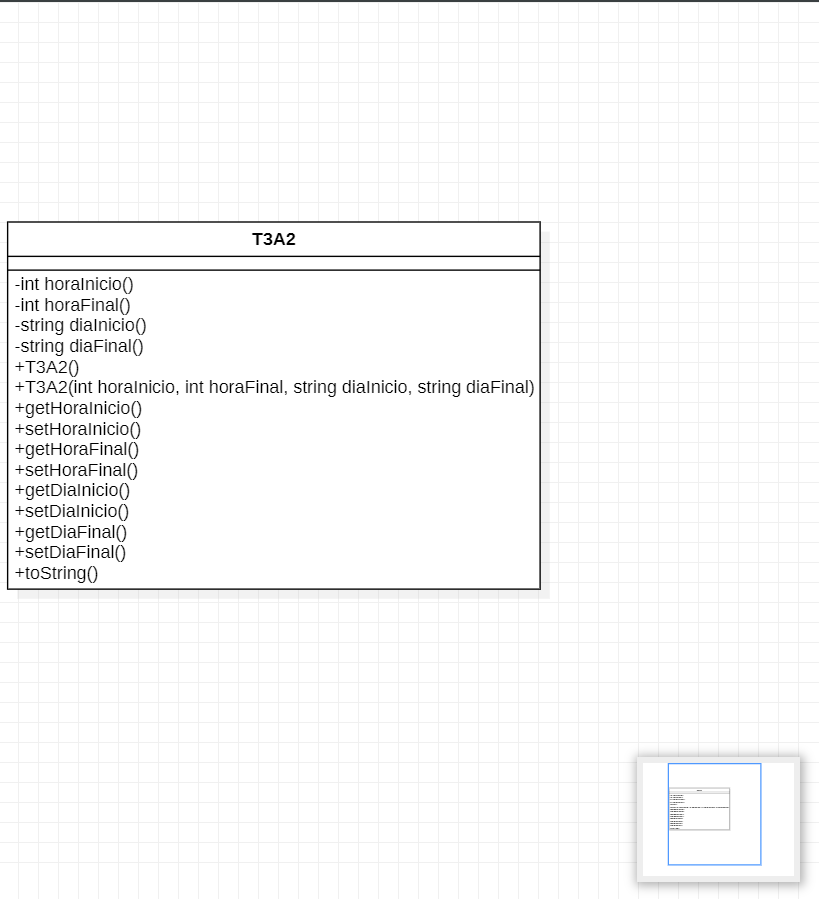 T3A2
-int horaInicio()
-int horaFinal()
-string diaInicio()
-string diaFinal()
+T3A2()
+T3A2(int horaInicio, int horaFinal, string diaInicio, string diaFinal)
+getHoraInicio()
+setHoraInicio()
+getHoraFinal()
+setHoraFinal()
+getDiaInicio()
+setDiaInicio()
+getDiaFinal()
+setDiaFinal()
+toString()